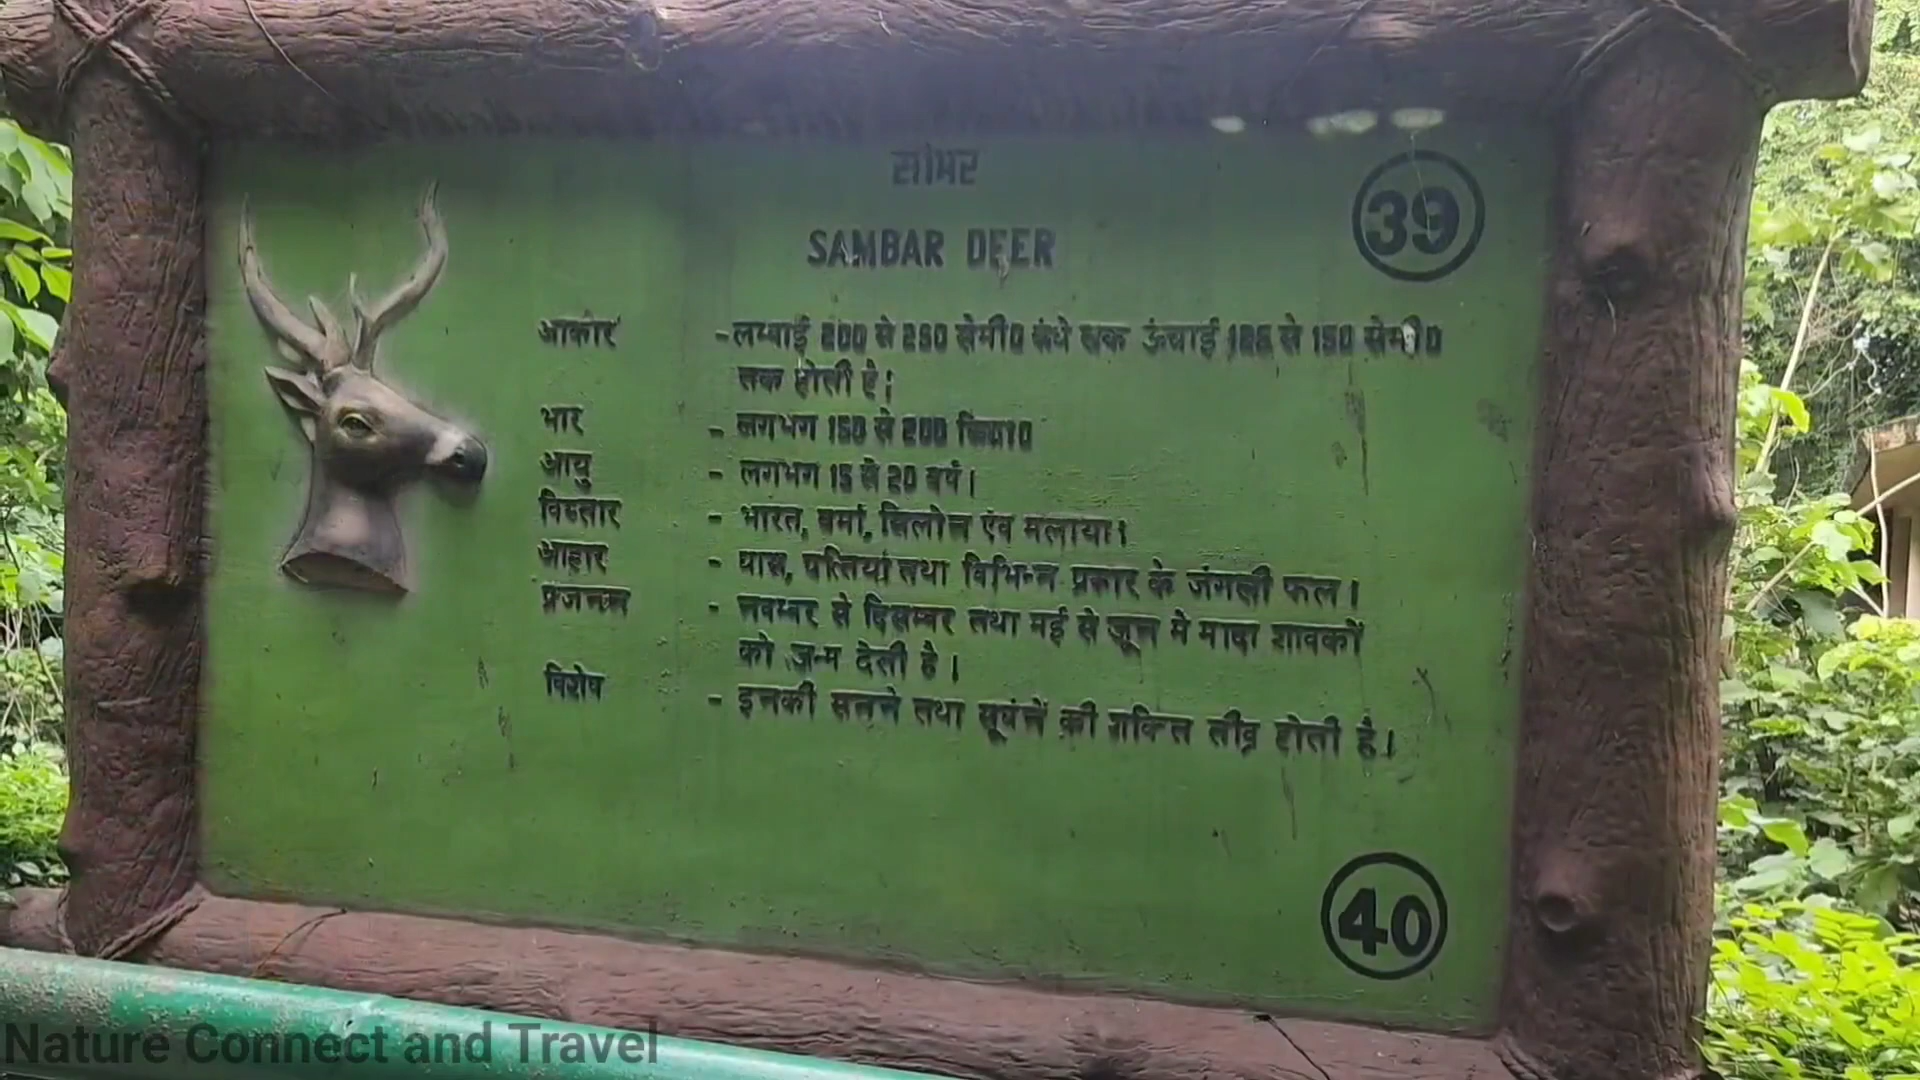 सांभर
39
SAMBAR DEER
आकार - लम्बाई 200 से 250 सेमी0 कंधे तक ऊंचाई 125 से 150 सेमी0
तक होती है।
भार - लगभग 150 से 200 किग्रा0
आयु - लगभग 15 से 20 वर्ष।
विस्तार - भारत, बर्मा, सिलोन एंव मलाया।
आहार - घास, पत्तियां तथा विभिन्न प्रकार के जंगली फल।
प्रजनन - नवम्बर से दिसम्बर तथा मई से जून मे मादा शावकों
को जन्म देती है।
विशेष - इनकी सुनने तथा सूघंनें की शक्ति तीव्र होती है।
40
Nature Connect and Travel